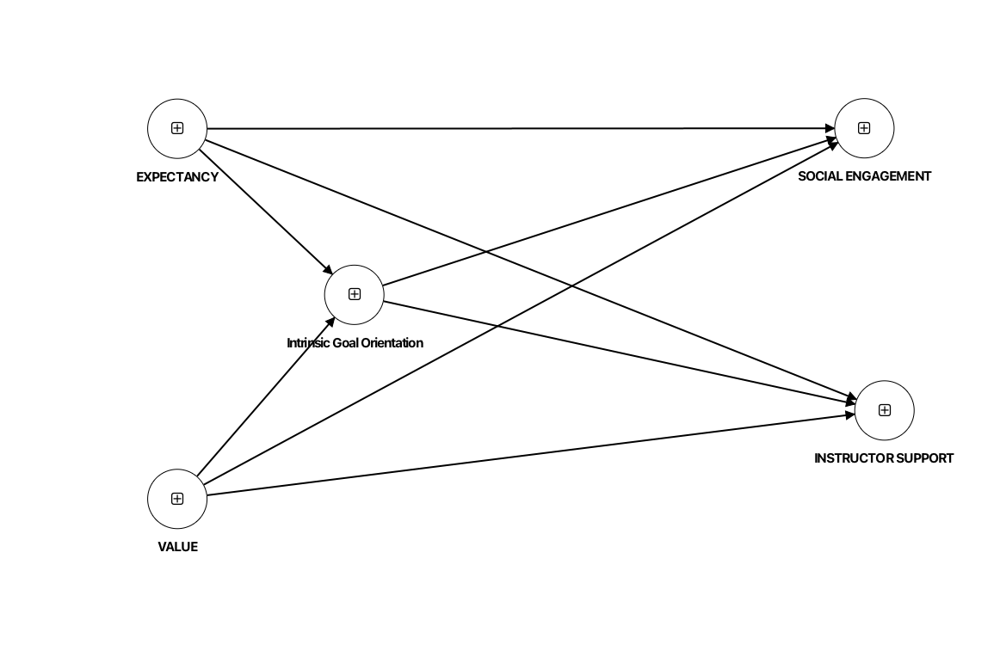 EXPECTANCY
SOCIAL ENGAGEMENT
Intrinsic Goal Orientation
INSTRUCTOR SUPPORT
VALUE